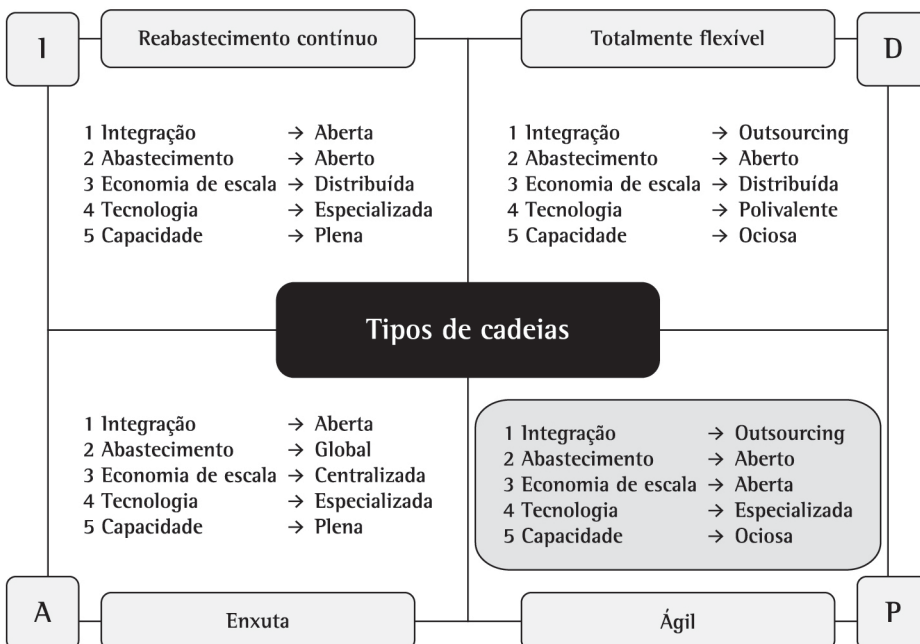 I
Reabastecimento contínuo
Totalmente flexível
D
1 Integração → Aberta
2 Abastecimento → Aberto
3 Economia de escala → Distribuída
4 Tecnologia → Especializada
5 Capacidade → Plena
1 Integração → Outsourcing
2 Abastecimento → Aberto
3 Economia de escala → Distribuída
4 Tecnologia → Polivalente
5 Capacidade → Ociosa
Tipos de cadeias
1 Integração → Aberta
2 Abastecimento → Global
3 Economia de escala → Centralizada
4 Tecnologia → Especializada
5 Capacidade → Plena
1 Integração → Outsourcing
2 Abastecimento → Aberto
3 Economia de escala → Aberta
4 Tecnologia → Especializada
5 Capacidade → Ociosa
A
Enxuta
Ágil
P